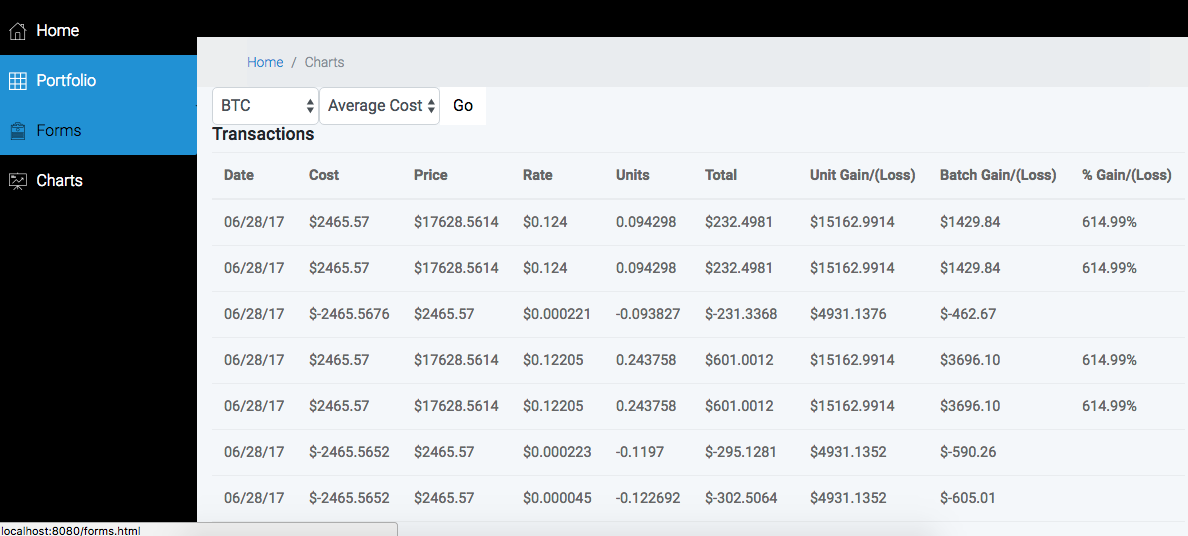 Home
Portfolio
Forms
Charts
Home / Charts
BTC Average Cost Go
Transactions
Date Cost Price Rate Units Total Unit Gain/(Loss) Batch Gain/(Loss) % Gain/(Loss)
06/28/17 $2465.57 $17628.5614 $0.124 0.094298 $232.4981 $15162.9914 $1429.84 614.99%
06/28/17 $2465.57 $17628.5614 $0.124 0.094298 $232.4981 $15162.9914 $1429.84 614.99%
06/28/17 $-2465.5676 $2465.57 $0.000221 -0.093827 $-231.3368 $4931.1376 $-462.67
06/28/17 $2465.57 $17628.5614 $0.12205 0.243758 $601.0012 $15162.9914 $3696.10 614.99%
06/28/17 $2465.57 $17628.5614 $0.12205 0.243758 $601.0012 $15162.9914 $3696.10 614.99%
06/28/17 $-2465.5652 $2465.57 $0.000223 -0.1197 $-295.1281 $4931.1352 $-590.26
06/28/17 $-2465.5652 $2465.57 $0.000045 -0.122692 $-302.5064 $4931.1352 $-605.01
localhost:8080/forms.html